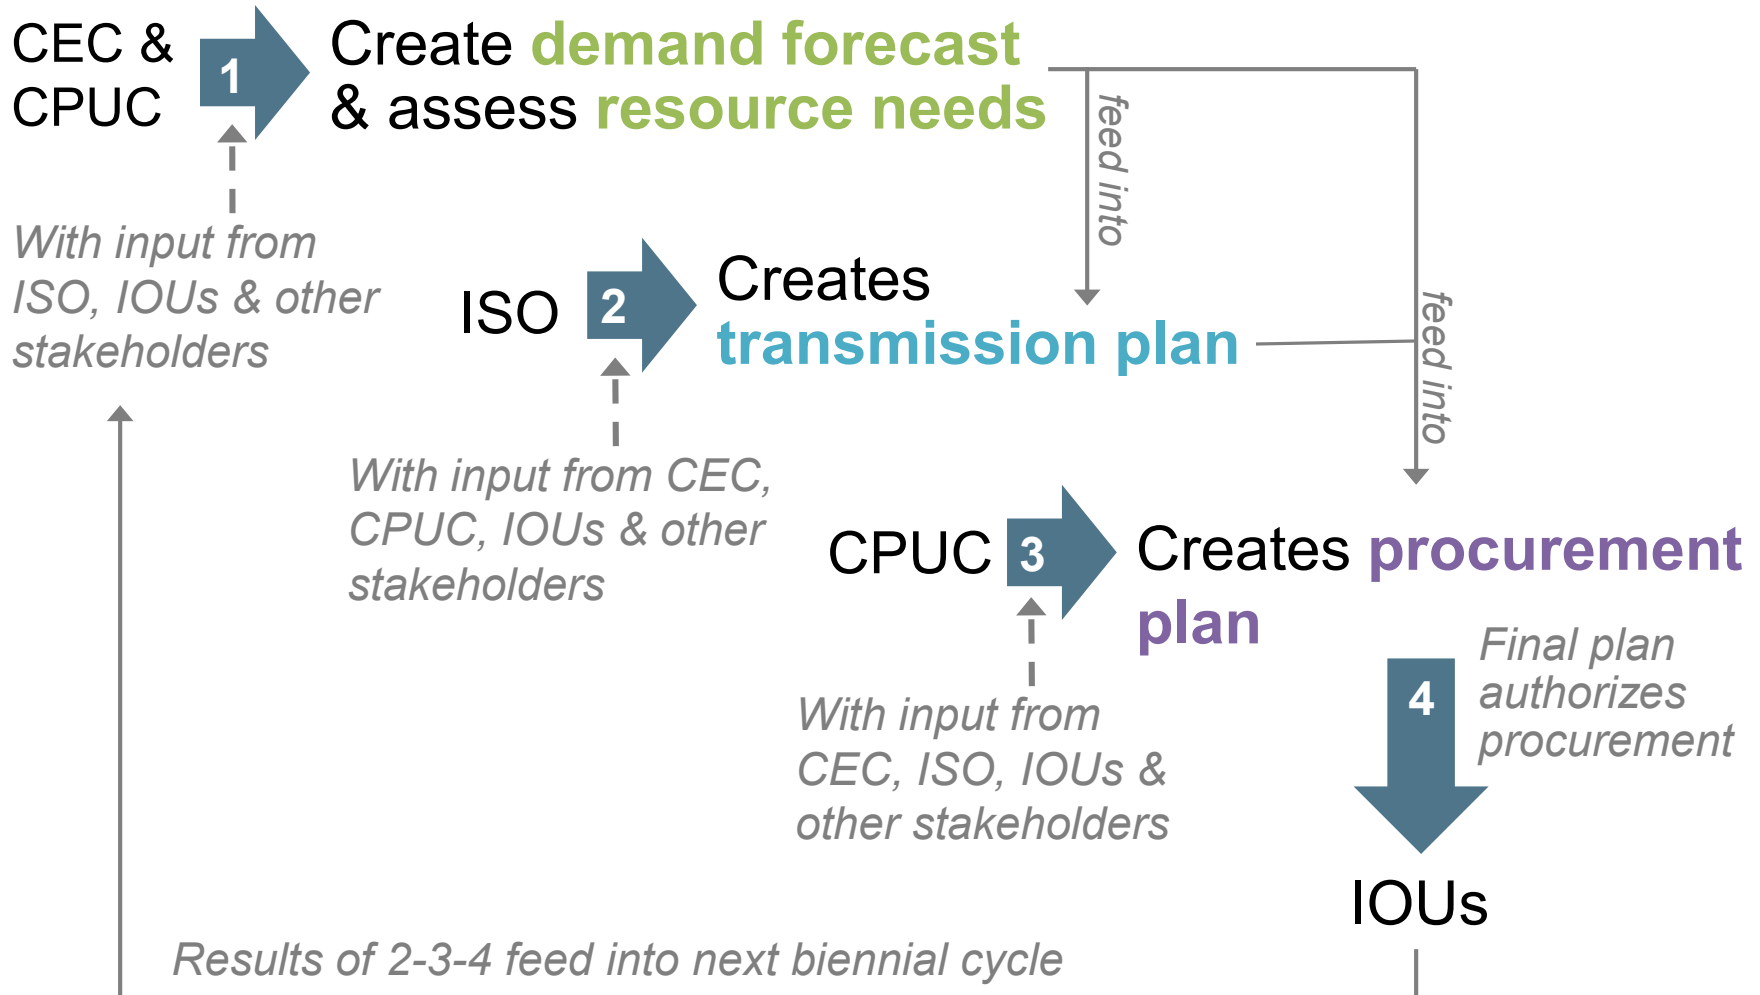 CEC &
CPUC
1
Create demand forecast
& assess resource needs
feed into
With input from
ISO, IOUs & other
stakeholders
ISO
2
Creates
transmission plan
feed into
With input from CEC,
CPUC, IOUs & other
stakeholders
CPUC
3
Creates procurement
plan
With input from
CEC, ISO, IOUs &
other stakeholders
4
Final plan
authorizes
procurement
IOUs
Results of 2-3-4 feed into next biennial cycle